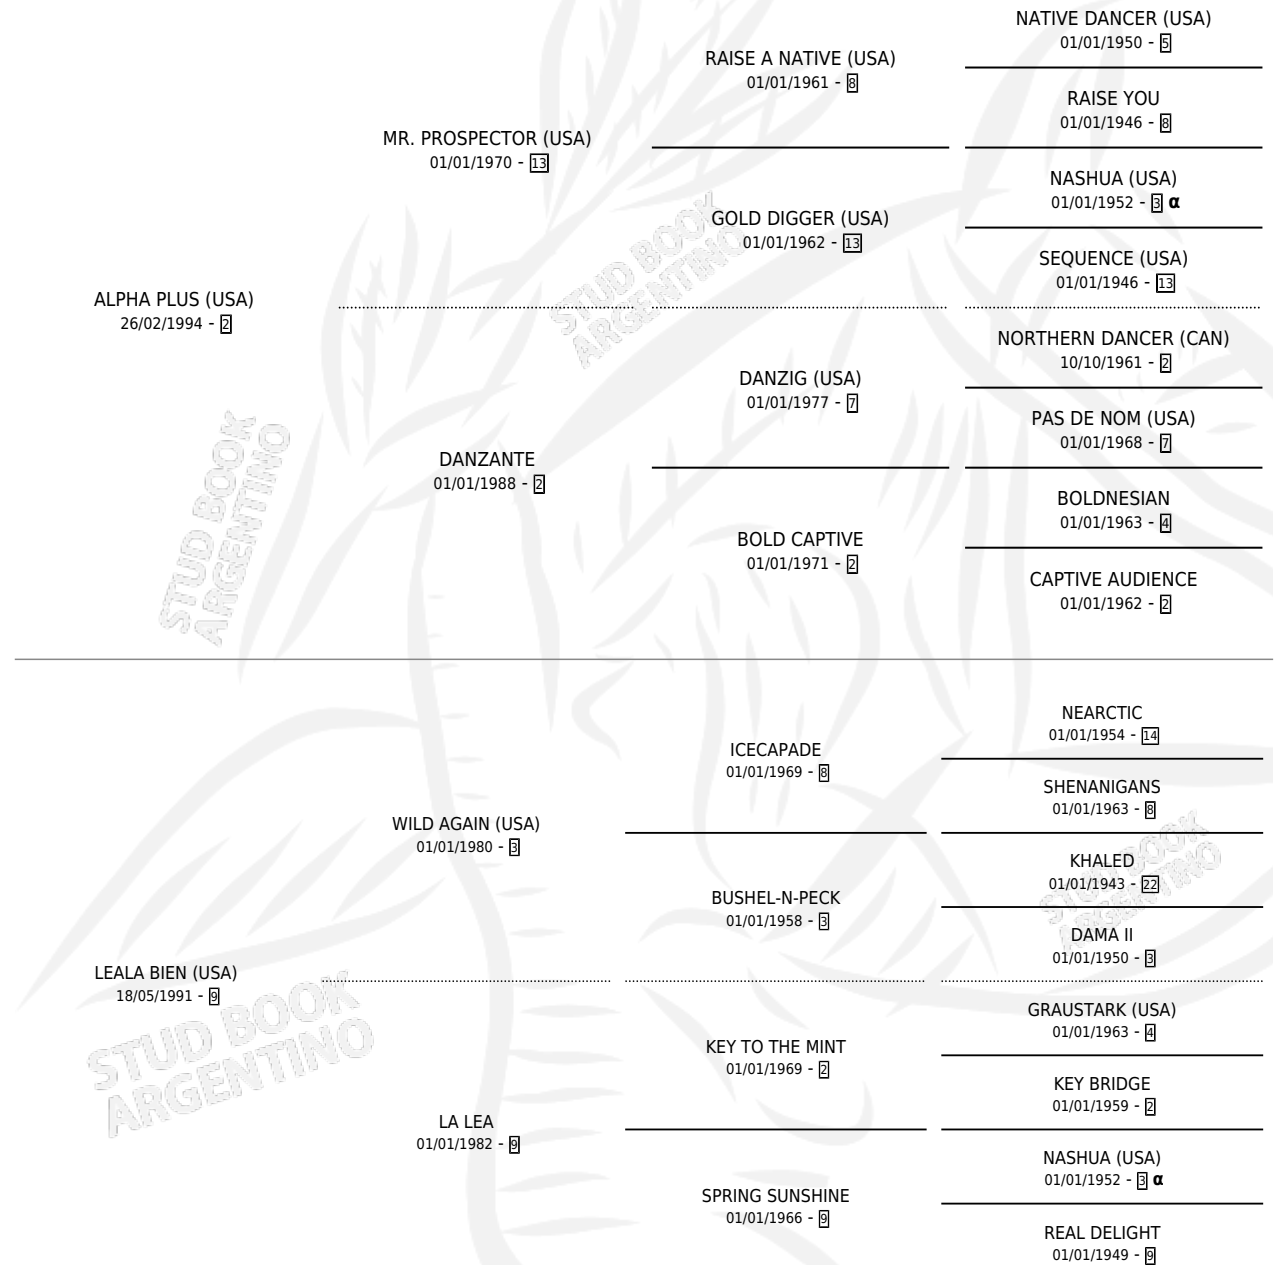 NATIVE DANCER (USA)
01/01/1950 - 5
RAISE A NATIVE (USA)
01/01/1961 - 8
RAISE YOU
01/01/1946 - 8
MR. PROSPECTOR (USA)
01/01/1970 - 13
NASHUA (USA)
01/01/1952 - 3 α
GOLD DIGGER (USA)
01/01/1962 - 13
SEQUENCE (USA)
01/01/1946 - 13
ALPHA PLUS (USA)
26/02/1994 - 2
NORTHERN DANCER (CAN)
10/10/1961 - 2
DANZIG (USA)
01/01/1977 - 7
PAS DE NOM (USA)
01/01/1968 - 7
DANZANTE
01/01/1988 - 2
BOLDNESIAN
01/01/1963 - 4
BOLD CAPTIVE
01/01/1971 - 2
CAPTIVE AUDIENCE
01/01/1962 - 2
NEARCTIC
01/01/1954 - 14
ICECAPADE
01/01/1969 - 8
SHENANIGANS
01/01/1963 - 8
WILD AGAIN (USA)
01/01/1980 - 3
KHALED
01/01/1943 - 22
BUSHEL-N-PECK
01/01/1958 - 3
DAMA II
01/01/1950 - 3
LEALA BIEN (USA)
18/05/1991 - 9
GRAUSTARK (USA)
01/01/1963 - 4
KEY TO THE MINT
01/01/1969 - 2
KEY BRIDGE
01/01/1959 - 2
LA LEA
01/01/1982 - 9
NASHUA (USA)
01/01/1952 - 3 α
SPRING SUNSHINE
01/01/1966 - 9
REAL DELIGHT
01/01/1949 - 9
STUD BOOK
ARGENTINO
STUD BOOK
ARGENTINO
STUD BOOK
ARGENTINO
STUD BOOK
ARGENTINO